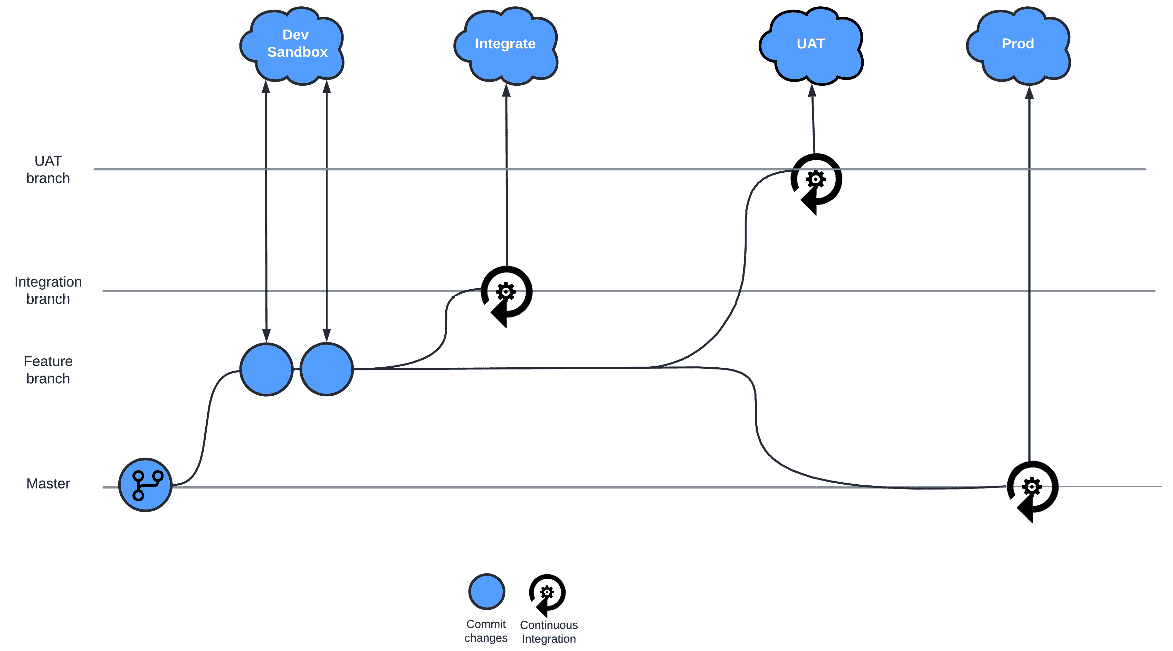 Dev
Sandbox
Integrate
UAT
Prod
UAT
branch
Integration
branch
Feature
branch
Master
Commit
changes
Continuous
Integration